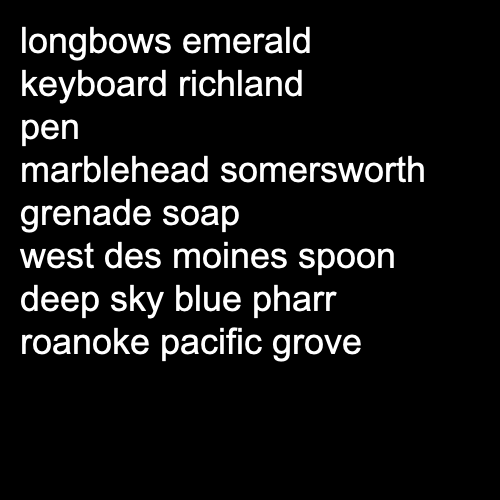 longbows emerald
keyboard richland
pen
marblehead somersworth
grenade soap
west des moines spoon
deep sky blue pharr
roanoke pacific grove